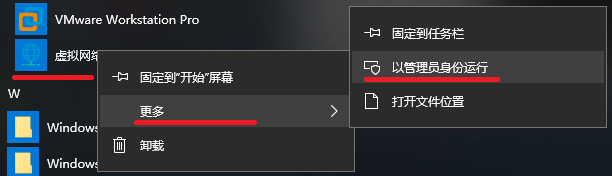 VMware Workstation Pro
虚拟网络
W
Windows
Windows
固定到"开始"屏幕
更多
卸载
固定到任务栏
以管理员身份运行
打开文件位置